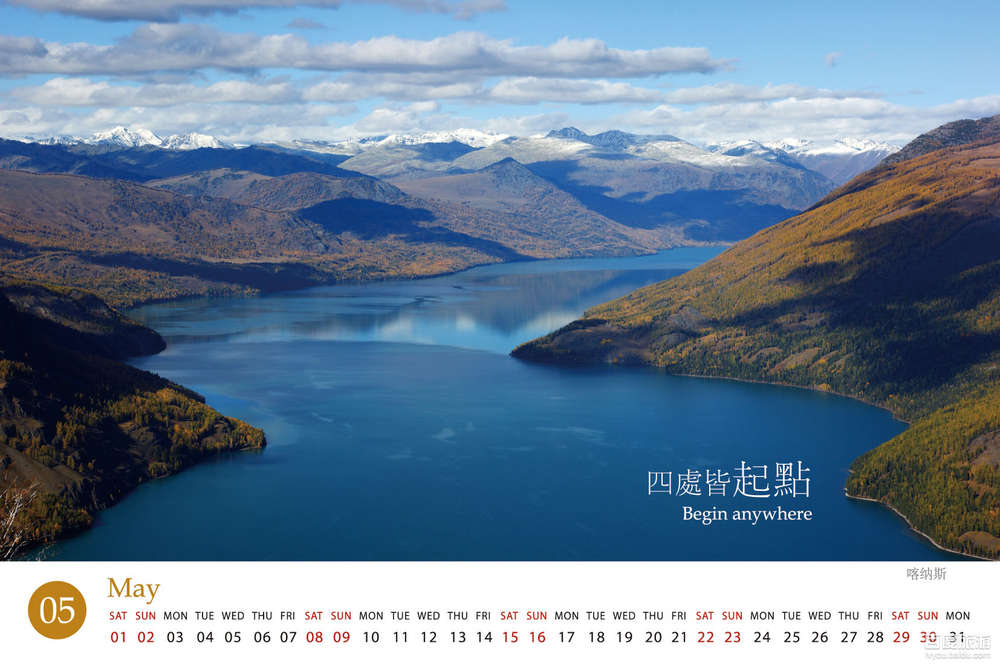 四處皆起點
Begin anywhere
喀纳斯
05
May
SAT SUN MON TUE WED THU FRI SAT SUN MON TUE WED THU FRI SAT SUN MON TUE WED THU FRI SAT SUN MON TUE WED THU FRI SAT SUN MON
01 02 03 04 05 06 07 08 09 10 11 12 13 14 15 16 17 18 19 20 21 22 23 24 25 26 27 28 29 30 31